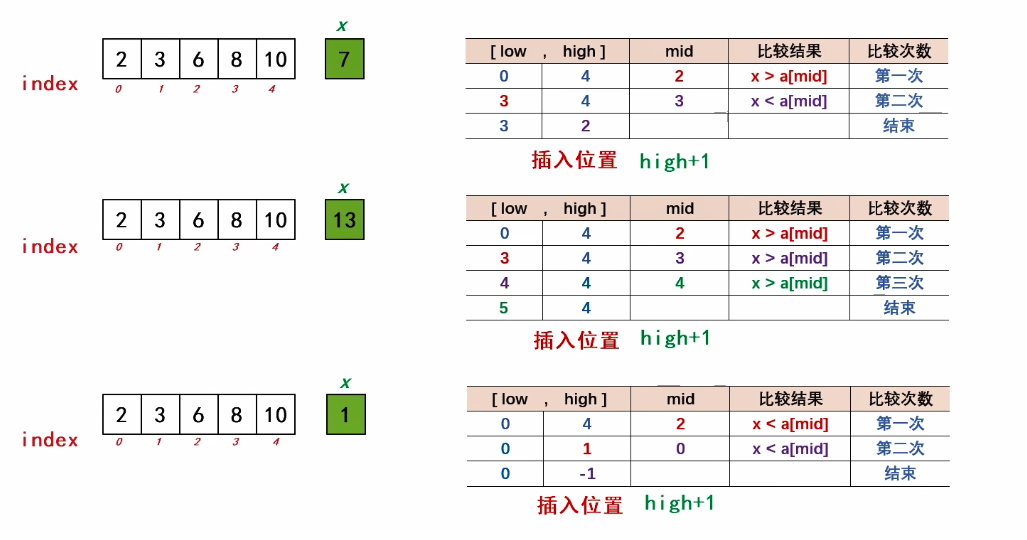 x
2 3 6 8 10 7
index 0 1 2 3 4
[ low , high ] mid 比较结果 比较次数
0 4 2 x > a[mid] 第一次
3 4 3 x < a[mid] 第二次
3 2 结束
插入位置 high+1
x
2 3 6 8 10 13
index 0 1 2 3 4
[ low , high ] mid 比较结果 比较次数
0 4 2 x > a[mid] 第一次
3 4 3 x > a[mid] 第二次
4 4 4 x > a[mid] 第三次
5 4 结束
插入位置 high+1
x
2 3 6 8 10 1
index 0 1 2 3 4
[ low , high ] mid 比较结果 比较次数
0 4 2 x < a[mid] 第一次
0 1 0 x < a[mid] 第二次
0 -1 结束
插入位置 high+1